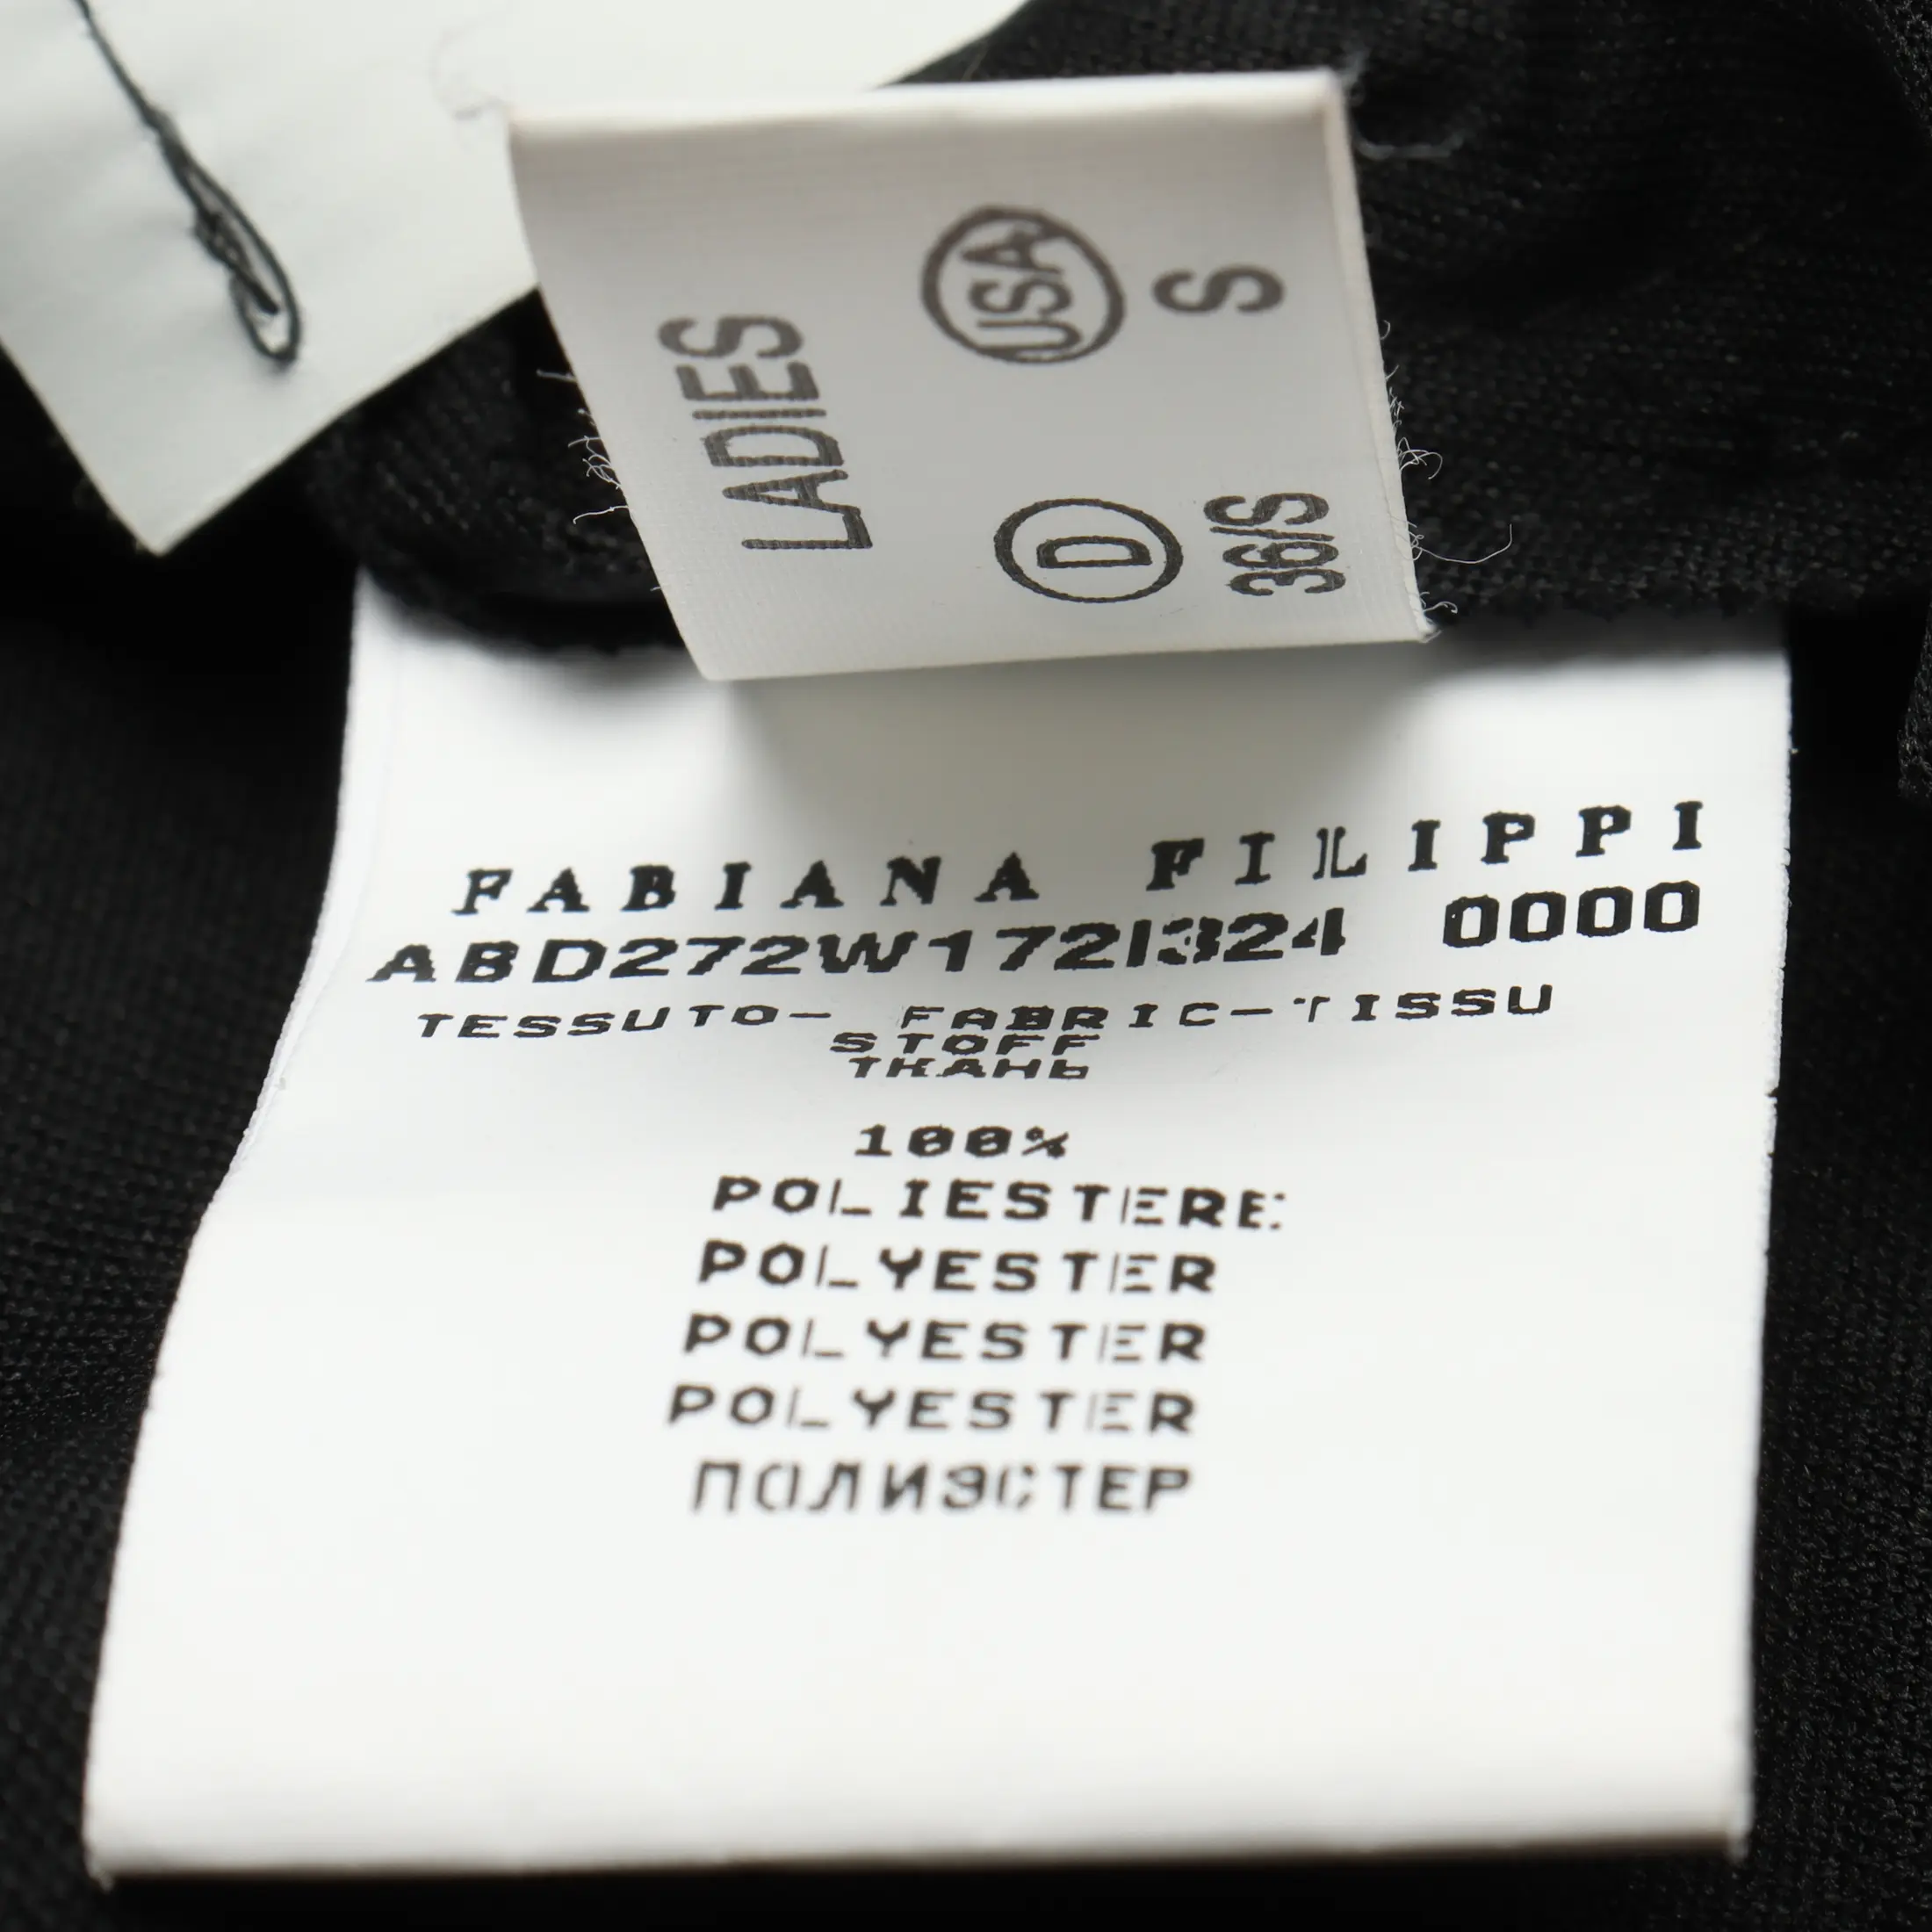 LADIES
USA S
D 36/S
FABIANA FILIPPI
ABD272W172I324 0000
TESSUTO- FABRIC-TISSU
STOFF
ТКАНЬ
100%
POLIESTERE
POLYESTER
POLYESTER
POLYESTER
ПОЛИЭСТЕР